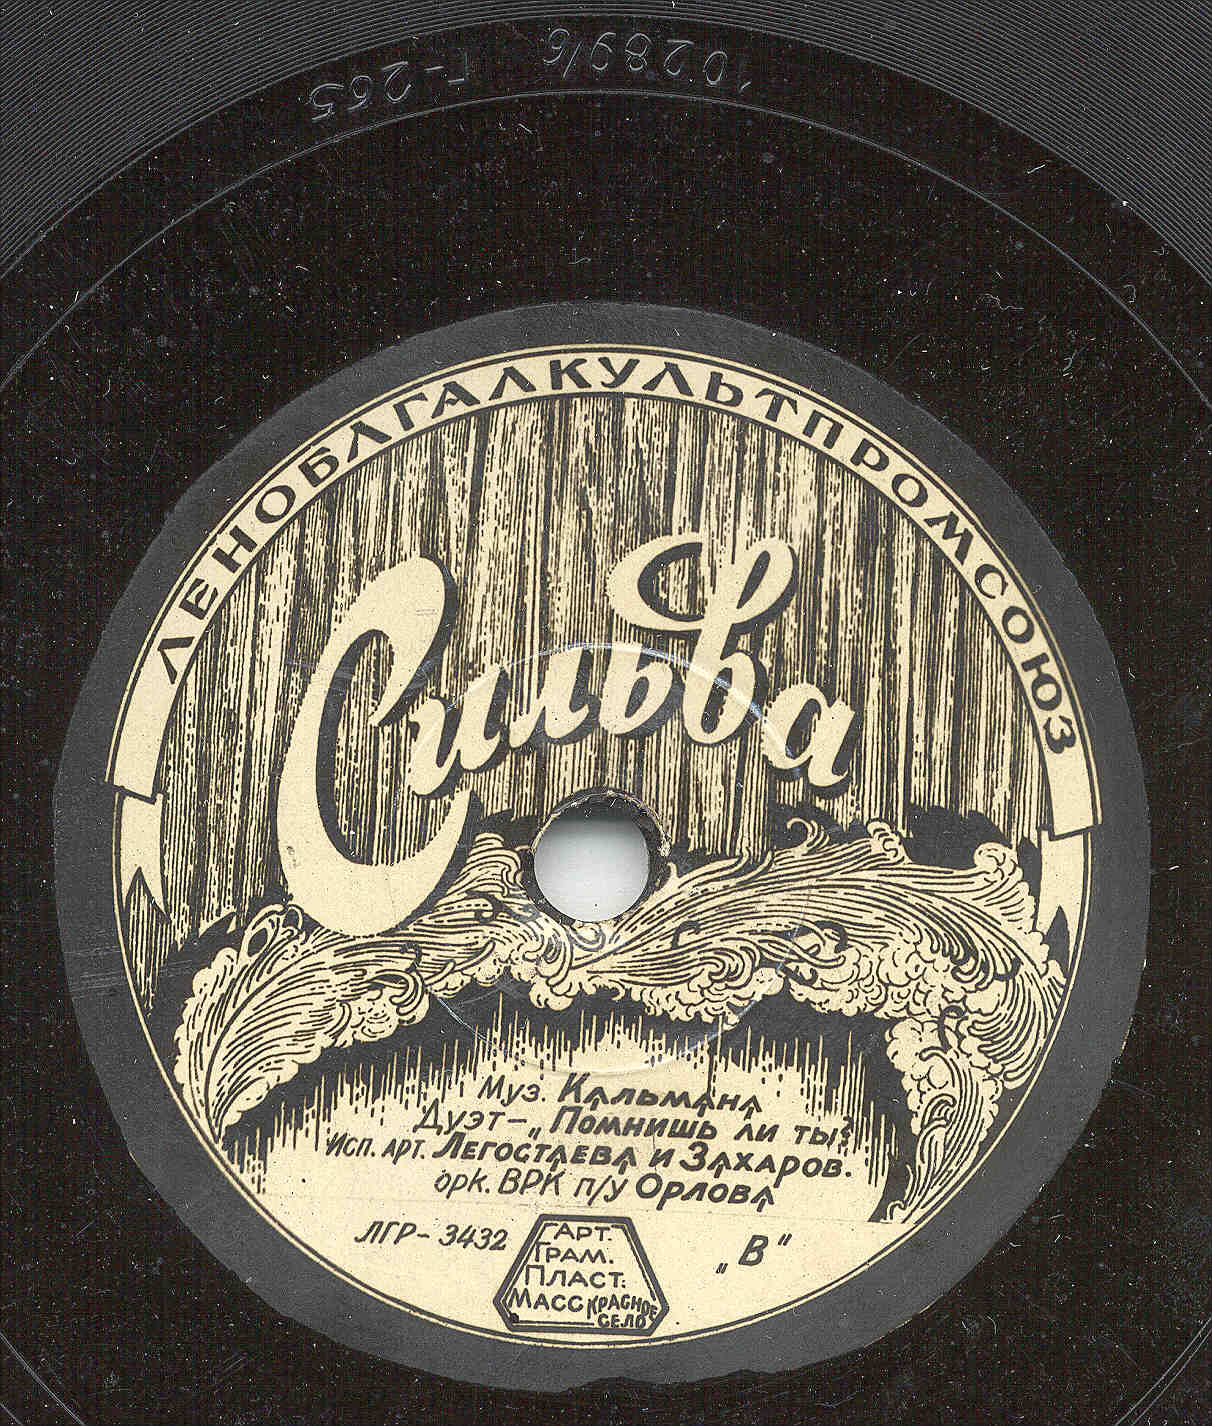 10289/6 Г-265
ЛЕНОБЛГАЛКУЛЬТПРОМСОЮЗ
Сильва
Муз. Кальмана
Дуэт-„Помнишь ли ты?
Исп. арт. Легостаева и Захаров.
орк. ВРК п/у Орлова
ЛГР-3432
АРТ.
ГРАМ.
ПЛАСТ.
МАСС
КРАСНОЕ
СЕЛО
„В"